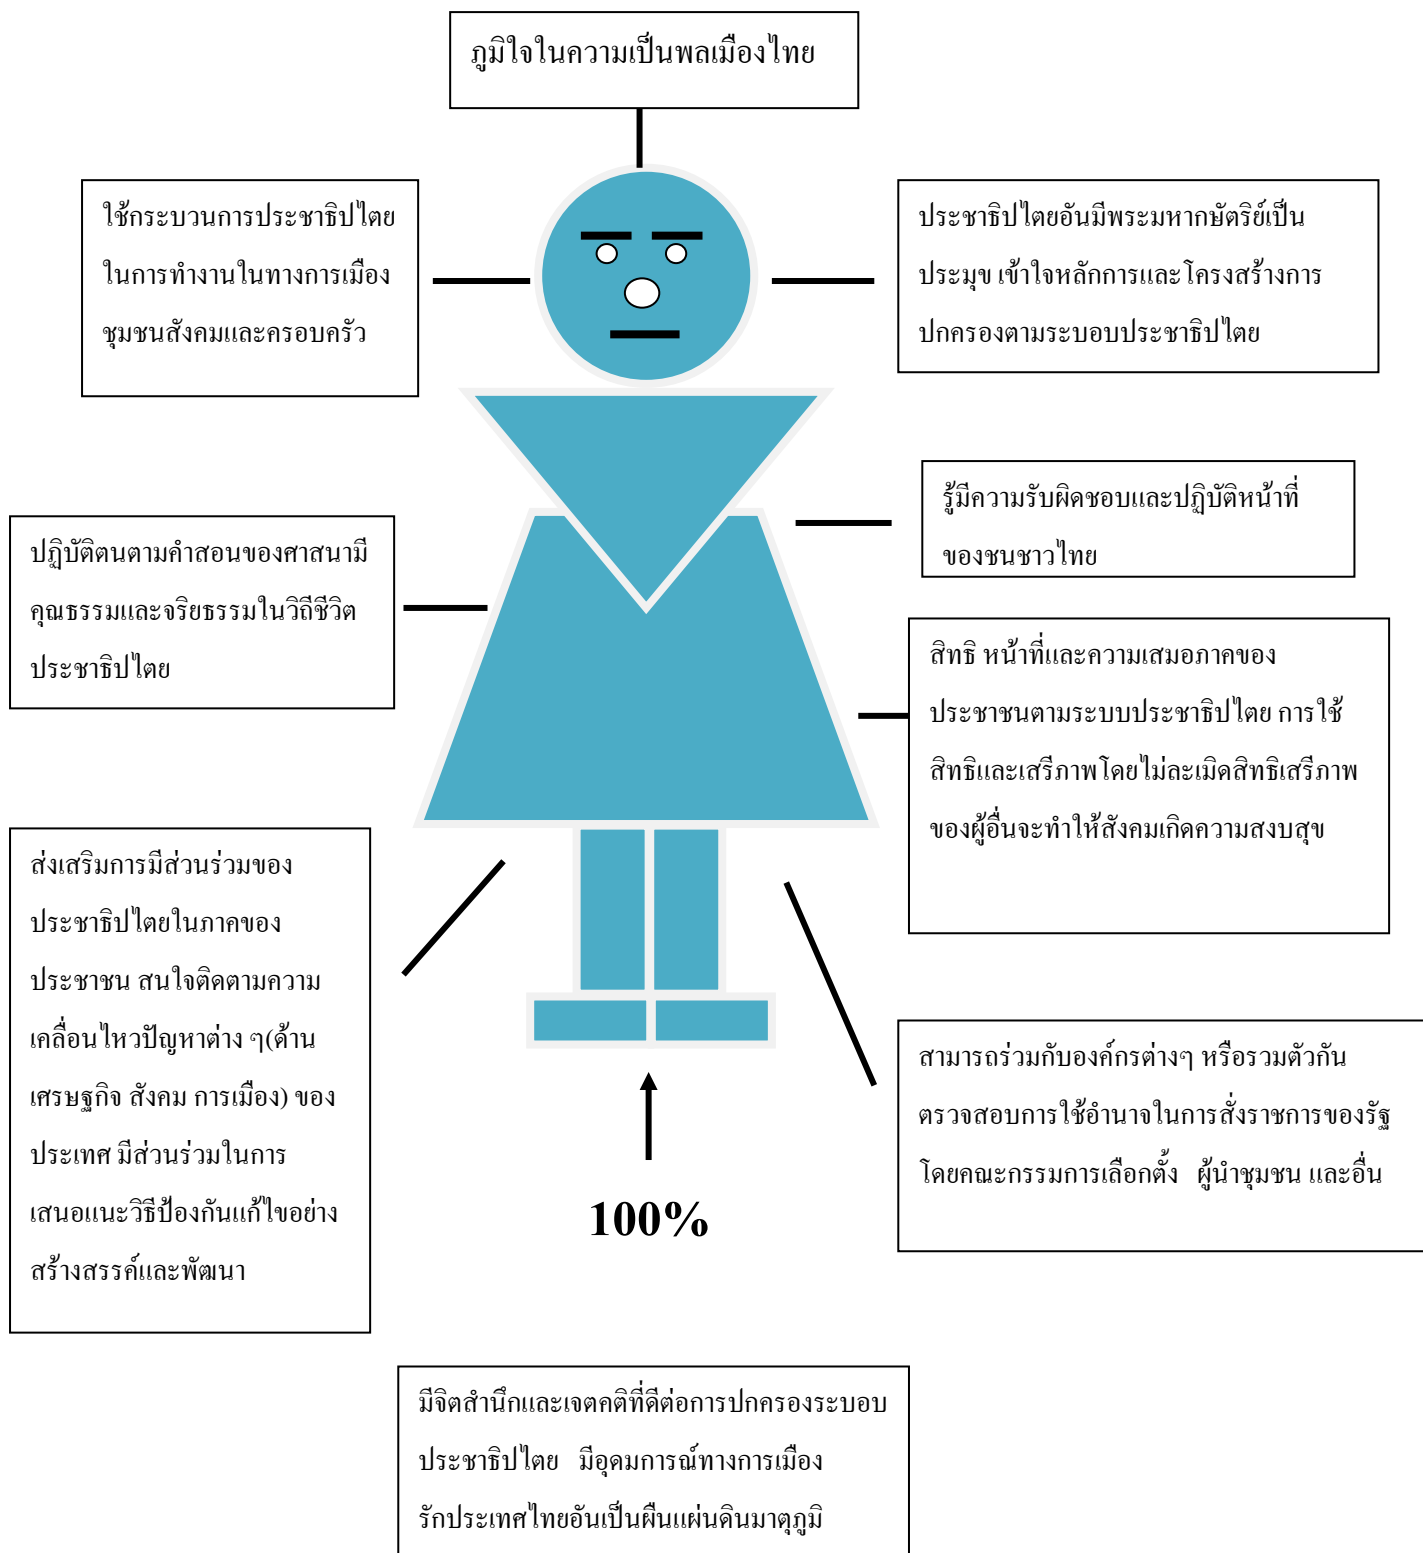 ภูมิใจในความเป็นพลเมืองไทย
ใช้กระบวนการประชาธิปไตย
ในการทำงานในทางการเมือง
ชุมชนสังคมและครอบครัว
ประชาธิปไตยอันมีพระมหากษัตริย์เป็น
ประมุข เข้าใจหลักการและโครงสร้างการ
ปกครองตามระบอบประชาธิปไตย
รู้มีความรับผิดชอบและปฏิบัติหน้าที่
ของชนชาวไทย
ปฏิบัติตนตามคำสอนของศาสนามี
คุณธรรมและจริยธรรมในวิถีชีวิต
ประชาธิปไตย
สิทธิ หน้าที่และความเสมอภาคของ
ประชาชนตามระบบประชาธิปไตย การใช้
สิทธิและเสรีภาพโดยไม่ละเมิดสิทธิเสรีภาพ
ของผู้อื่นจะทำให้สังคมเกิดความสงบสุข
ส่งเสริมการมีส่วนร่วมของ
ประชาธิปไตยในภาคของ
ประชาชน สนใจติดตามความ
เคลื่อนไหวปัญหาต่าง ๆ(ด้าน
เศรษฐกิจ สังคม การเมือง) ของ
ประเทศ มีส่วนร่วมในการ
เสนอแนะวิธีป้องกันแก้ไขอย่าง
สร้างสรรค์และพัฒนา
สามารถร่วมกับองค์กรต่างๆ หรือรวมตัวกัน
ตรวจสอบการใช้อำนาจในการสั่งราชการของรัฐ
โดยคณะกรรมการเลือกตั้ง ผู้นำชุมชน และอื่น
100%
มีจิตสำนึกและเจตคติที่ดีต่อการปกครองระบอบ
ประชาธิปไตย มีอุดมการณ์ทางการเมือง
รักประเทศไทยอันเป็นผืนแผ่นดินมาตุภูมิ